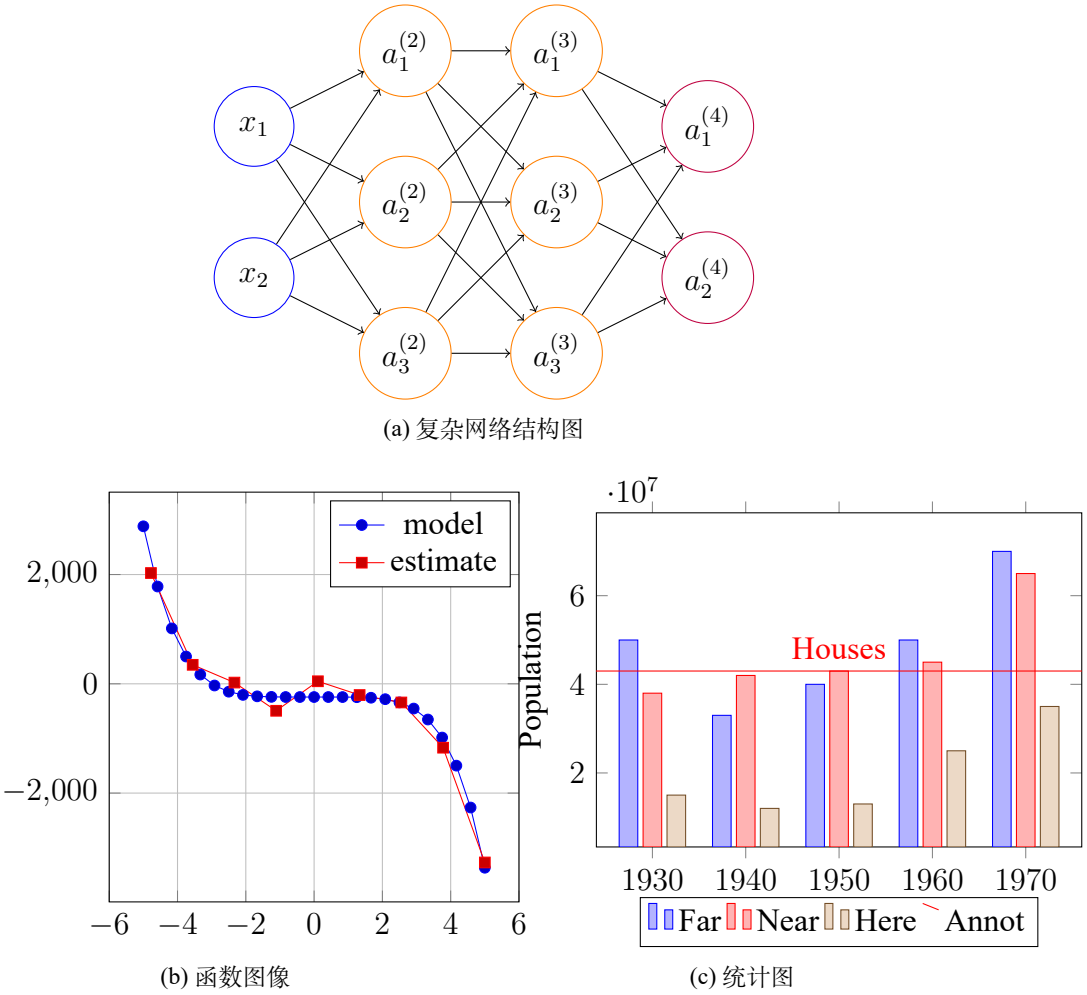 a_1^{(2)} a_1^{(3)}
x_1 a_1^{(4)}
a_2^{(2)} a_2^{(3)}
x_2 a_2^{(4)}
a_3^{(2)} a_3^{(3)}
(a) 复杂网络结构图
model
estimate
2,000
0
−2,000
−6 −4 −2 0 2 4 6
(b) 函数图像
·10^7
Population
6
4
2
Houses
1930 1940 1950 1960 1970
Far Near Here Annot
(c) 统计图